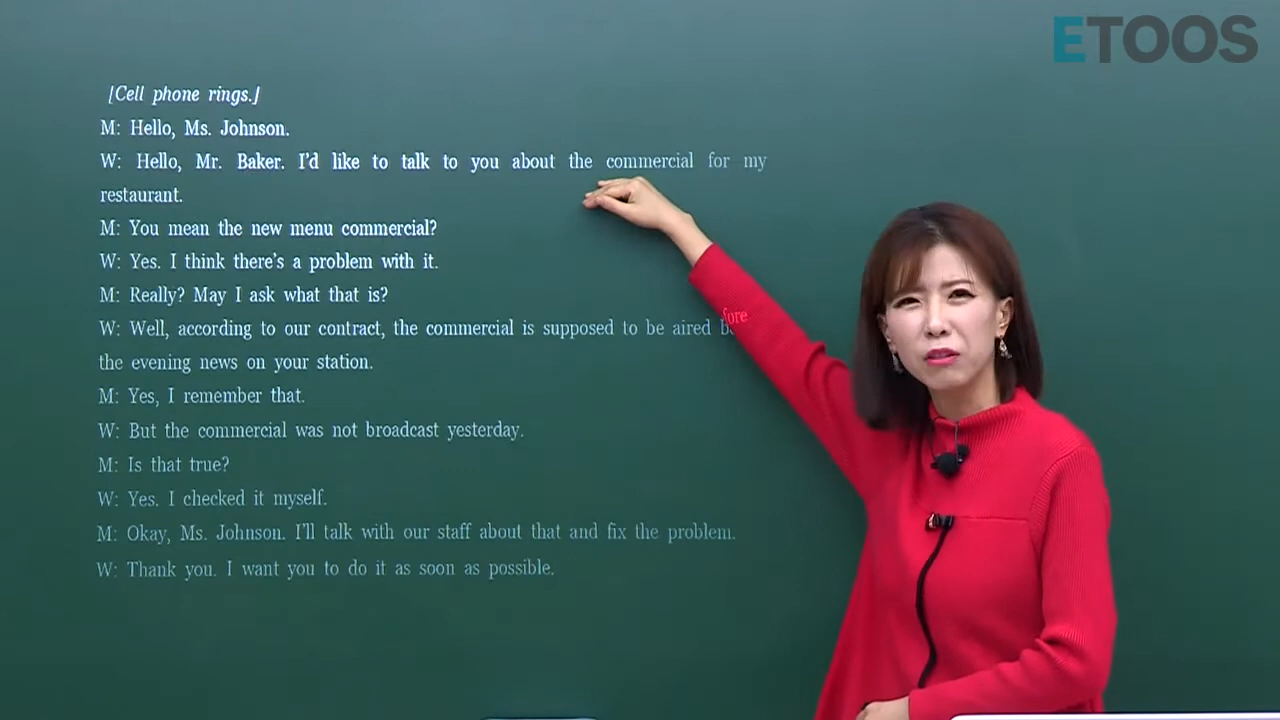 ETOOS
[Cell phone rings.]
M: Hello, Ms. Johnson.
W: Hello, Mr. Baker. I'd like to talk to you about the commercial for my
restaurant.
M: You mean the new menu commercial?
W: Yes. I think there's a problem with it.
M: Really? May I ask what that is?
W: Well, according to our contract, the commercial is supposed to be aired before
the evening news on your station.
M: Yes, I remember that.
W: But the commercial was not broadcast yesterday.
M: Is that true?
W: Yes. I checked it myself.
M: Okay, Ms. Johnson. I'll talk with our staff about that and fix the problem.
W: Thank you. I want you to do it as soon as possible.